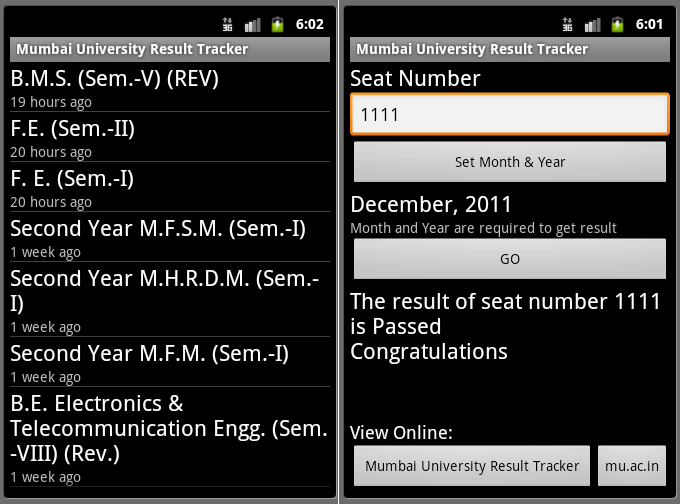 6:02
Mumbai University Result Tracker
B.M.S. (Sem.-V) (REV)
19 hours ago
F.E. (Sem.-II)
20 hours ago
F. E. (Sem.-I)
20 hours ago
Second Year M.F.S.M. (Sem.-I)
1 week ago
Second Year M.H.R.D.M. (Sem.-
I)
1 week ago
Second Year M.F.M. (Sem.-I)
1 week ago
B.E. Electronics &
Telecommunication Engg. (Sem.
-VIII) (Rev.)
1 week ago
3G
6:01
Mumbai University Result Tracker
Seat Number
1111
Set Month & Year
December, 2011
Month and Year are required to get result
GO
The result of seat number 1111
is Passed
Congratulations
View Online:
Mumbai University Result Tracker
mu.ac.in
3G